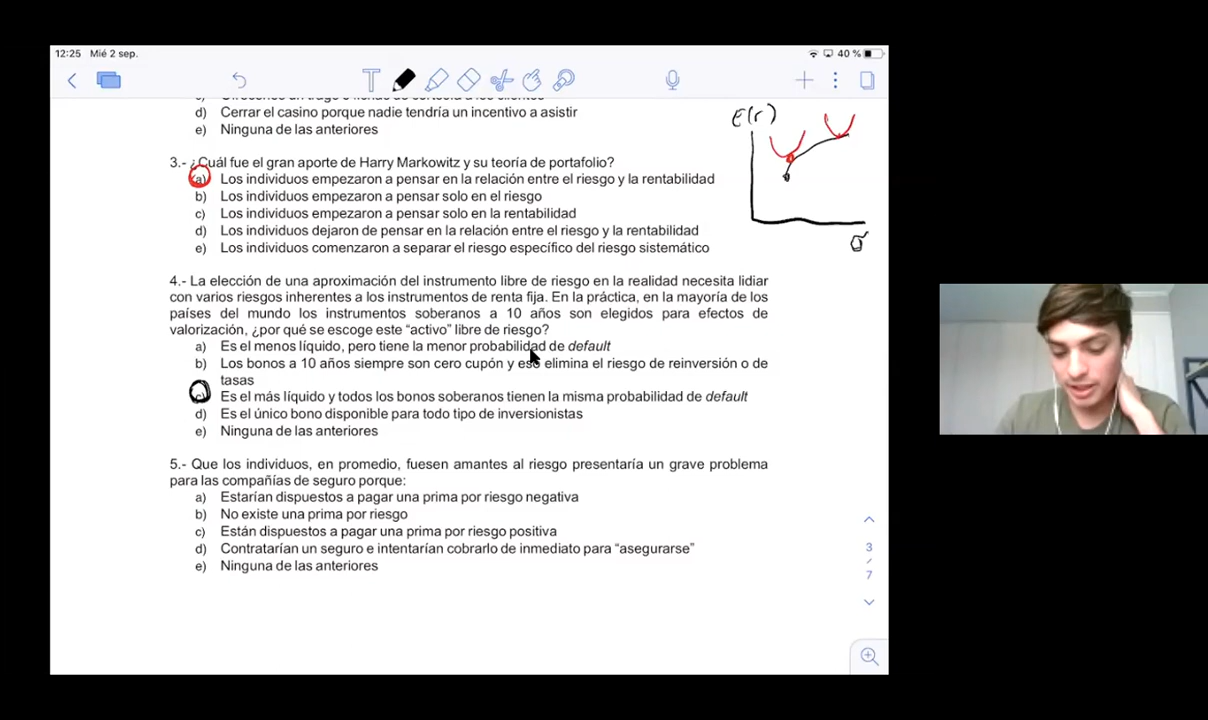 12:25 Mié 2 sep.
40 %
T
d) Cerrar el casino porque nadie tendría un incentivo a asistir
e) Ninguna de las anteriores
E(r)
3.- ¿Cuál fue el gran aporte de Harry Markowitz y su teoría de portafolio?
a) Los individuos empezaron a pensar en la relación entre el riesgo y la rentabilidad
b) Los individuos empezaron a pensar solo en el riesgo
c) Los individuos empezaron a pensar solo en la rentabilidad
d) Los individuos dejaron de pensar en la relación entre el riesgo y la rentabilidad
e) Los individuos comenzaron a separar el riesgo específico del riesgo sistemático
σ
4.- La elección de una aproximación del instrumento libre de riesgo en la realidad necesita lidiar
con varios riesgos inherentes a los instrumentos de renta fija. En la práctica, en la mayoría de los
países del mundo los instrumentos soberanos a 10 años son elegidos para efectos de
valorización, ¿por qué se escoge este “activo” libre de riesgo?
a) Es el menos líquido, pero tiene la menor probabilidad de default
b) Los bonos a 10 años siempre son cero cupón y eso elimina el riesgo de reinversión o de
tasas
c) Es el más líquido y todos los bonos soberanos tienen la misma probabilidad de default
d) Es el único bono disponible para todo tipo de inversionistas
e) Ninguna de las anteriores
5.- Que los individuos, en promedio, fuesen amantes al riesgo presentaría un grave problema
para las compañías de seguro porque:
a) Estarían dispuestos a pagar una prima por riesgo negativa
b) No existe una prima por riesgo
c) Están dispuestos a pagar una prima por riesgo positiva
d) Contratarían un seguro e intentarían cobrarlo de inmediato para “asegurarse”
e) Ninguna de las anteriores
3
/
7